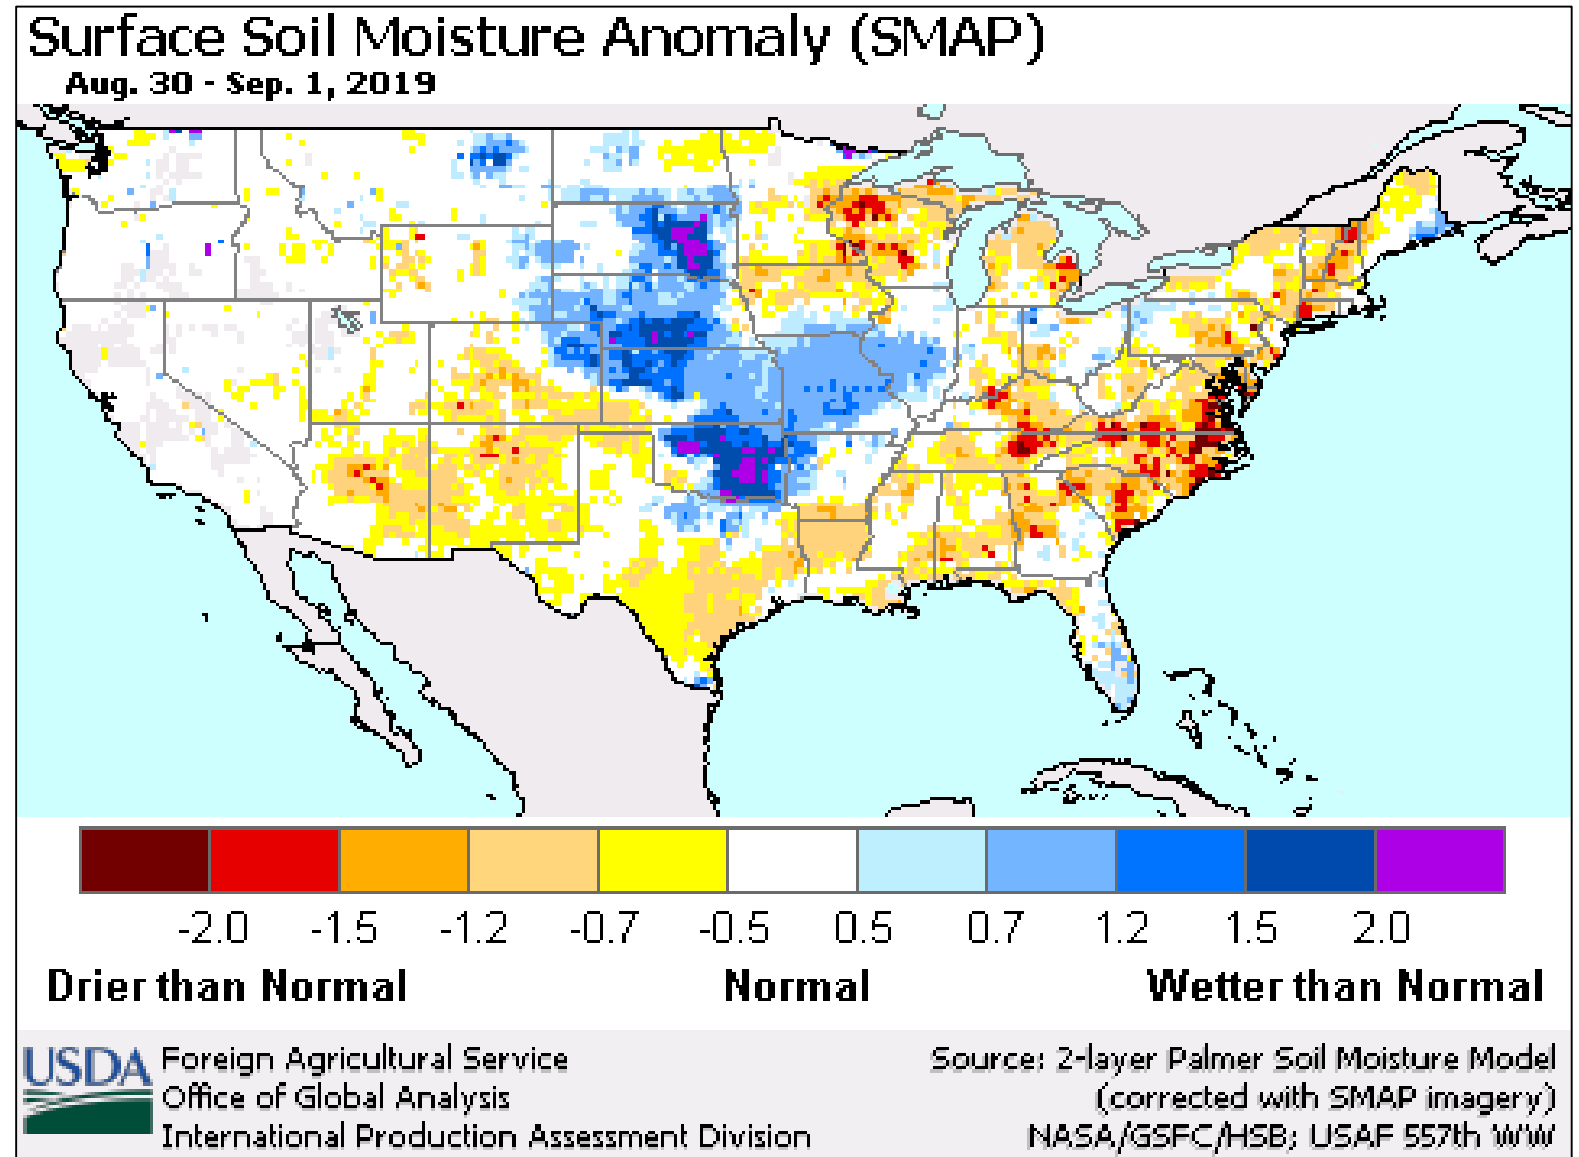 Surface Soil Moisture Anomaly (SMAP)
Aug. 30 - Sep. 1, 2019
-2.0 -1.5 -1.2 -0.7 -0.5 0.5 0.7 1.2 1.5 2.0
Drier than Normal Normal Wetter than Normal
USDA
Foreign Agricultural Service
Office of Global Analysis
International Production Assessment Division
Source: 2-layer Palmer Soil Moisture Model
(corrected with SMAP imagery)
NASA/GSFC/HSB; USAF 557th WW